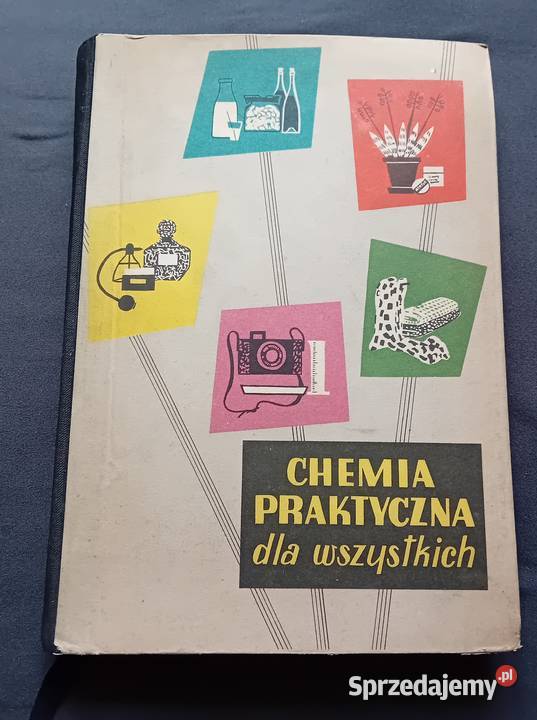 CHEMIA
PRAKTYCZNA
dla wszystkich
Sprzedajemy.pl